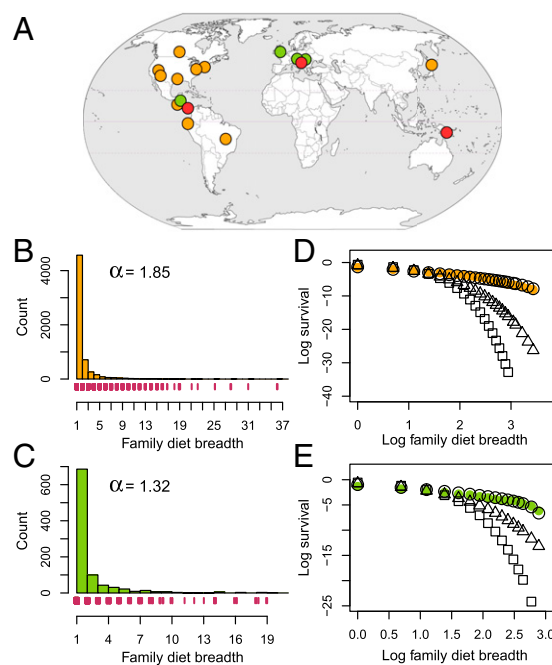 A
B
α = 1.85
Count
0
2000
4000
1 5 9 13 17 21 25 29 33 37
Family diet breadth
D
Log survival
0
-10
-20
-30
-40
0 1 2 3
Log family diet breadth
C
α = 1.32
Count
0
200
400
600
1 4 7 10 13 16 19
Family diet breadth
E
Log survival
0
-5
-15
-25
0.0 0.5 1.0 1.5 2.0 2.5 3.0
Log family diet breadth